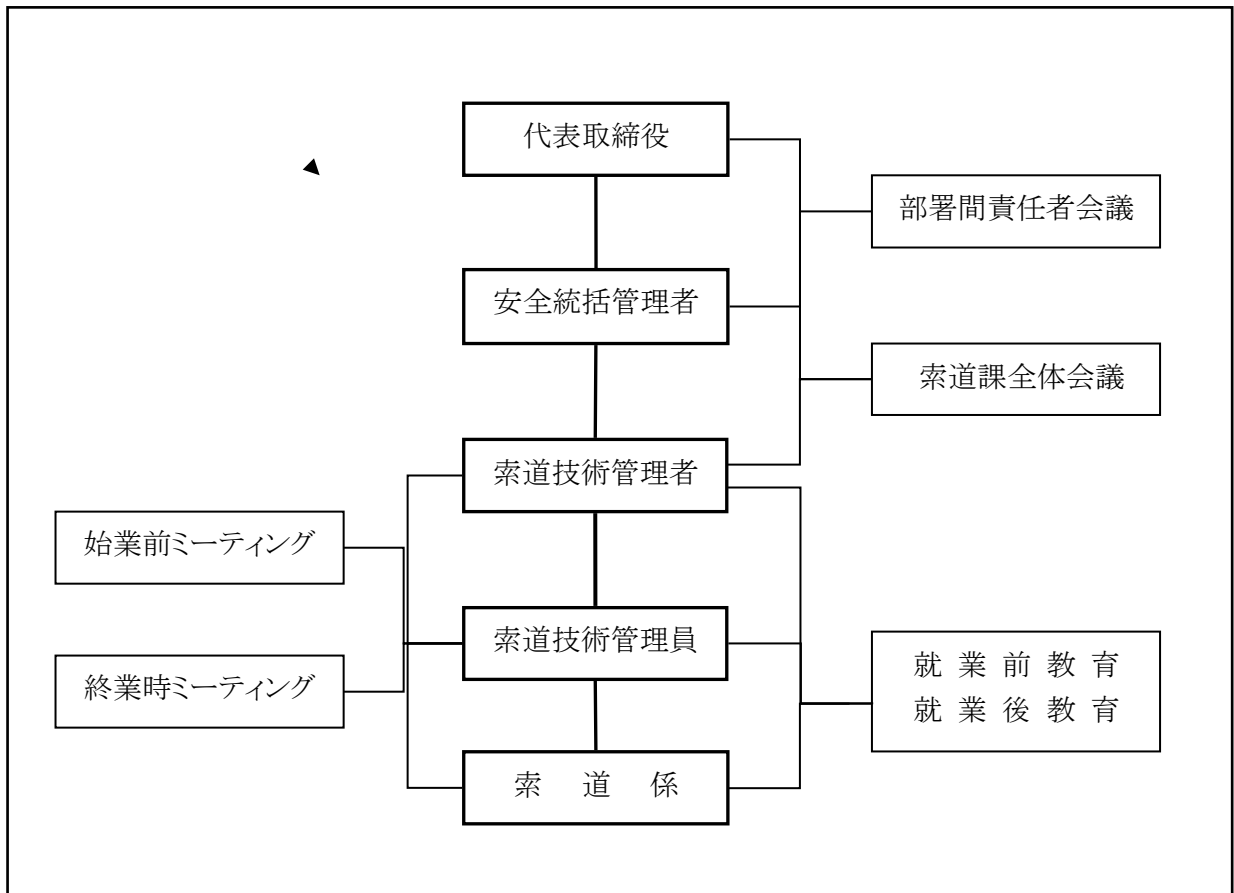 代表取締役
部署間責任者会議
安全統括管理者
索道課全体会議
索道技術管理者
始業前ミーティング
索道技術管理員
終業時ミーティング
就業前教育
就業後教育
索道係